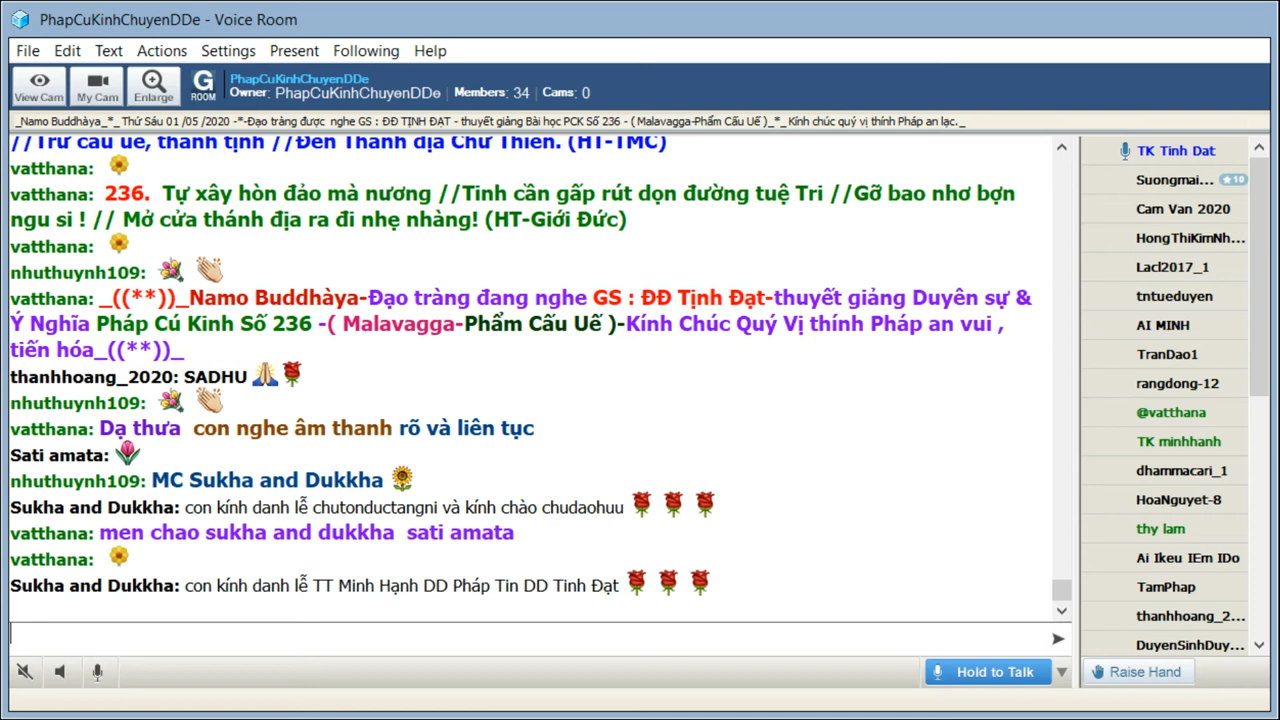 PhapCuKinhChuyenDDe - Voice Room
File Edit Text Actions Settings Present Following Help
View Cam My Cam Enlarge G ROOM
PhapCuKinhChuyenDDe
Owner: PhapCuKinhChuyenDDe Members: 34 Cams: 0
_Namo Buddhàya_*_ Thứ Sáu 01 /05 /2020 -*-Đạo tràng được nghe GS : ĐĐ TỊNH ĐẠT - thuyết giảng Bài học PCK Số 236 - ( Malavagga-Phẩm Cấu Uế )_*_ Kính chúc quý vị thính Pháp an lạc._
//Trừ cấu uế, thanh tịnh //Đến Thánh địa Chư Thiên. (HT-TMC)
vatthana:
vatthana: 236. Tự xây hòn đảo mà nương //Tinh cần gấp rút dọn đường tuệ Tri //Gỡ bao nhơ bợn
ngu si ! // Mở cửa thánh địa ra đi nhẹ nhàng! (HT-Giới Đức)
vatthana:
nhuthuynh109:
vatthana: _((**))_Namo Buddhàya-Đạo tràng đang nghe GS : ĐĐ Tịnh Đạt-thuyết giảng Duyên sự &
Ý Nghĩa Pháp Cú Kinh Số 236 -( Malavagga-Phẩm Cấu Uế )-Kính Chúc Quý Vị thính Pháp an vui ,
tiến hóa_((**))_
thanhhoang_2020: SADHU
nhuthuynh109:
vatthana: Dạ thưa con nghe âm thanh rõ và liên tục
Sati amata:
nhuthuynh109: MC Sukha and Dukkha
Sukha and Dukkha: con kính danh lễ chutonductangni và kính chào chudaohuu
vatthana: men chao sukha and dukkha sati amata
vatthana:
Sukha and Dukkha: con kính danh lễ TT Minh Hạnh DD Pháp Tin DD Tinh Đạt
Hold to Talk
TK Tinh Dat
Suongmai... 10
Cam Van 2020
HongThiKimNh...
Lacl2017_1
tntueduyen
AI MINH
TranDao1
rangdong-12
@vatthana
TK minhhanh
dhammacari_1
HoaNguyet-8
thy lam
Ai Ikeu IEm IDo
TamPhap
thanhhoang_2...
DuyenSinhDuy...
Raise Hand